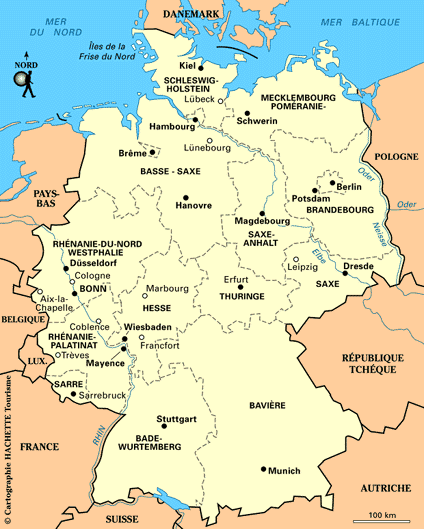 DANEMARK
MER
DU NORD
MER BALTIQUE
Îles de la
Frise du Nord
NORD
Kiel
SCHLESWIG-
HOLSTEIN
Lübeck
MECKLEMBOURG
POMÉRANIE-
Schwerin
Hambourg
Lünebourg
Brême
BASSE - SAXE
POLOGNE
PAYS-
BAS
Hanovre
Berlin
Potsdam
BRANDEBOURG
Oder
Oder
Neisse
Magdebourg
SAXE-
ANHALT
Elbe
RHÉNANIE-DU-NORD
WESTPHALIE
Düsseldorf
Cologne
BONN
Aix-la-
Chapelle
Marbourg
HESSE
Erfurt
THURINGE
Leipzig
Dresde
SAXE
BELGIQUE
Coblence
Wiesbaden
RHÉNANIE-
PALATINAT
Francfort
Trèves
Mayence
LUX.
SARRE
Sarrebruck
RÉPUBLIQUE
TCHÈQUE
BAVIÈRE
Stuttgart
BADE-
WURTEMBERG
RHIN
Munich
FRANCE
SUISSE
AUTRICHE
100 km
© Cartographie HACHETTE Tourisme